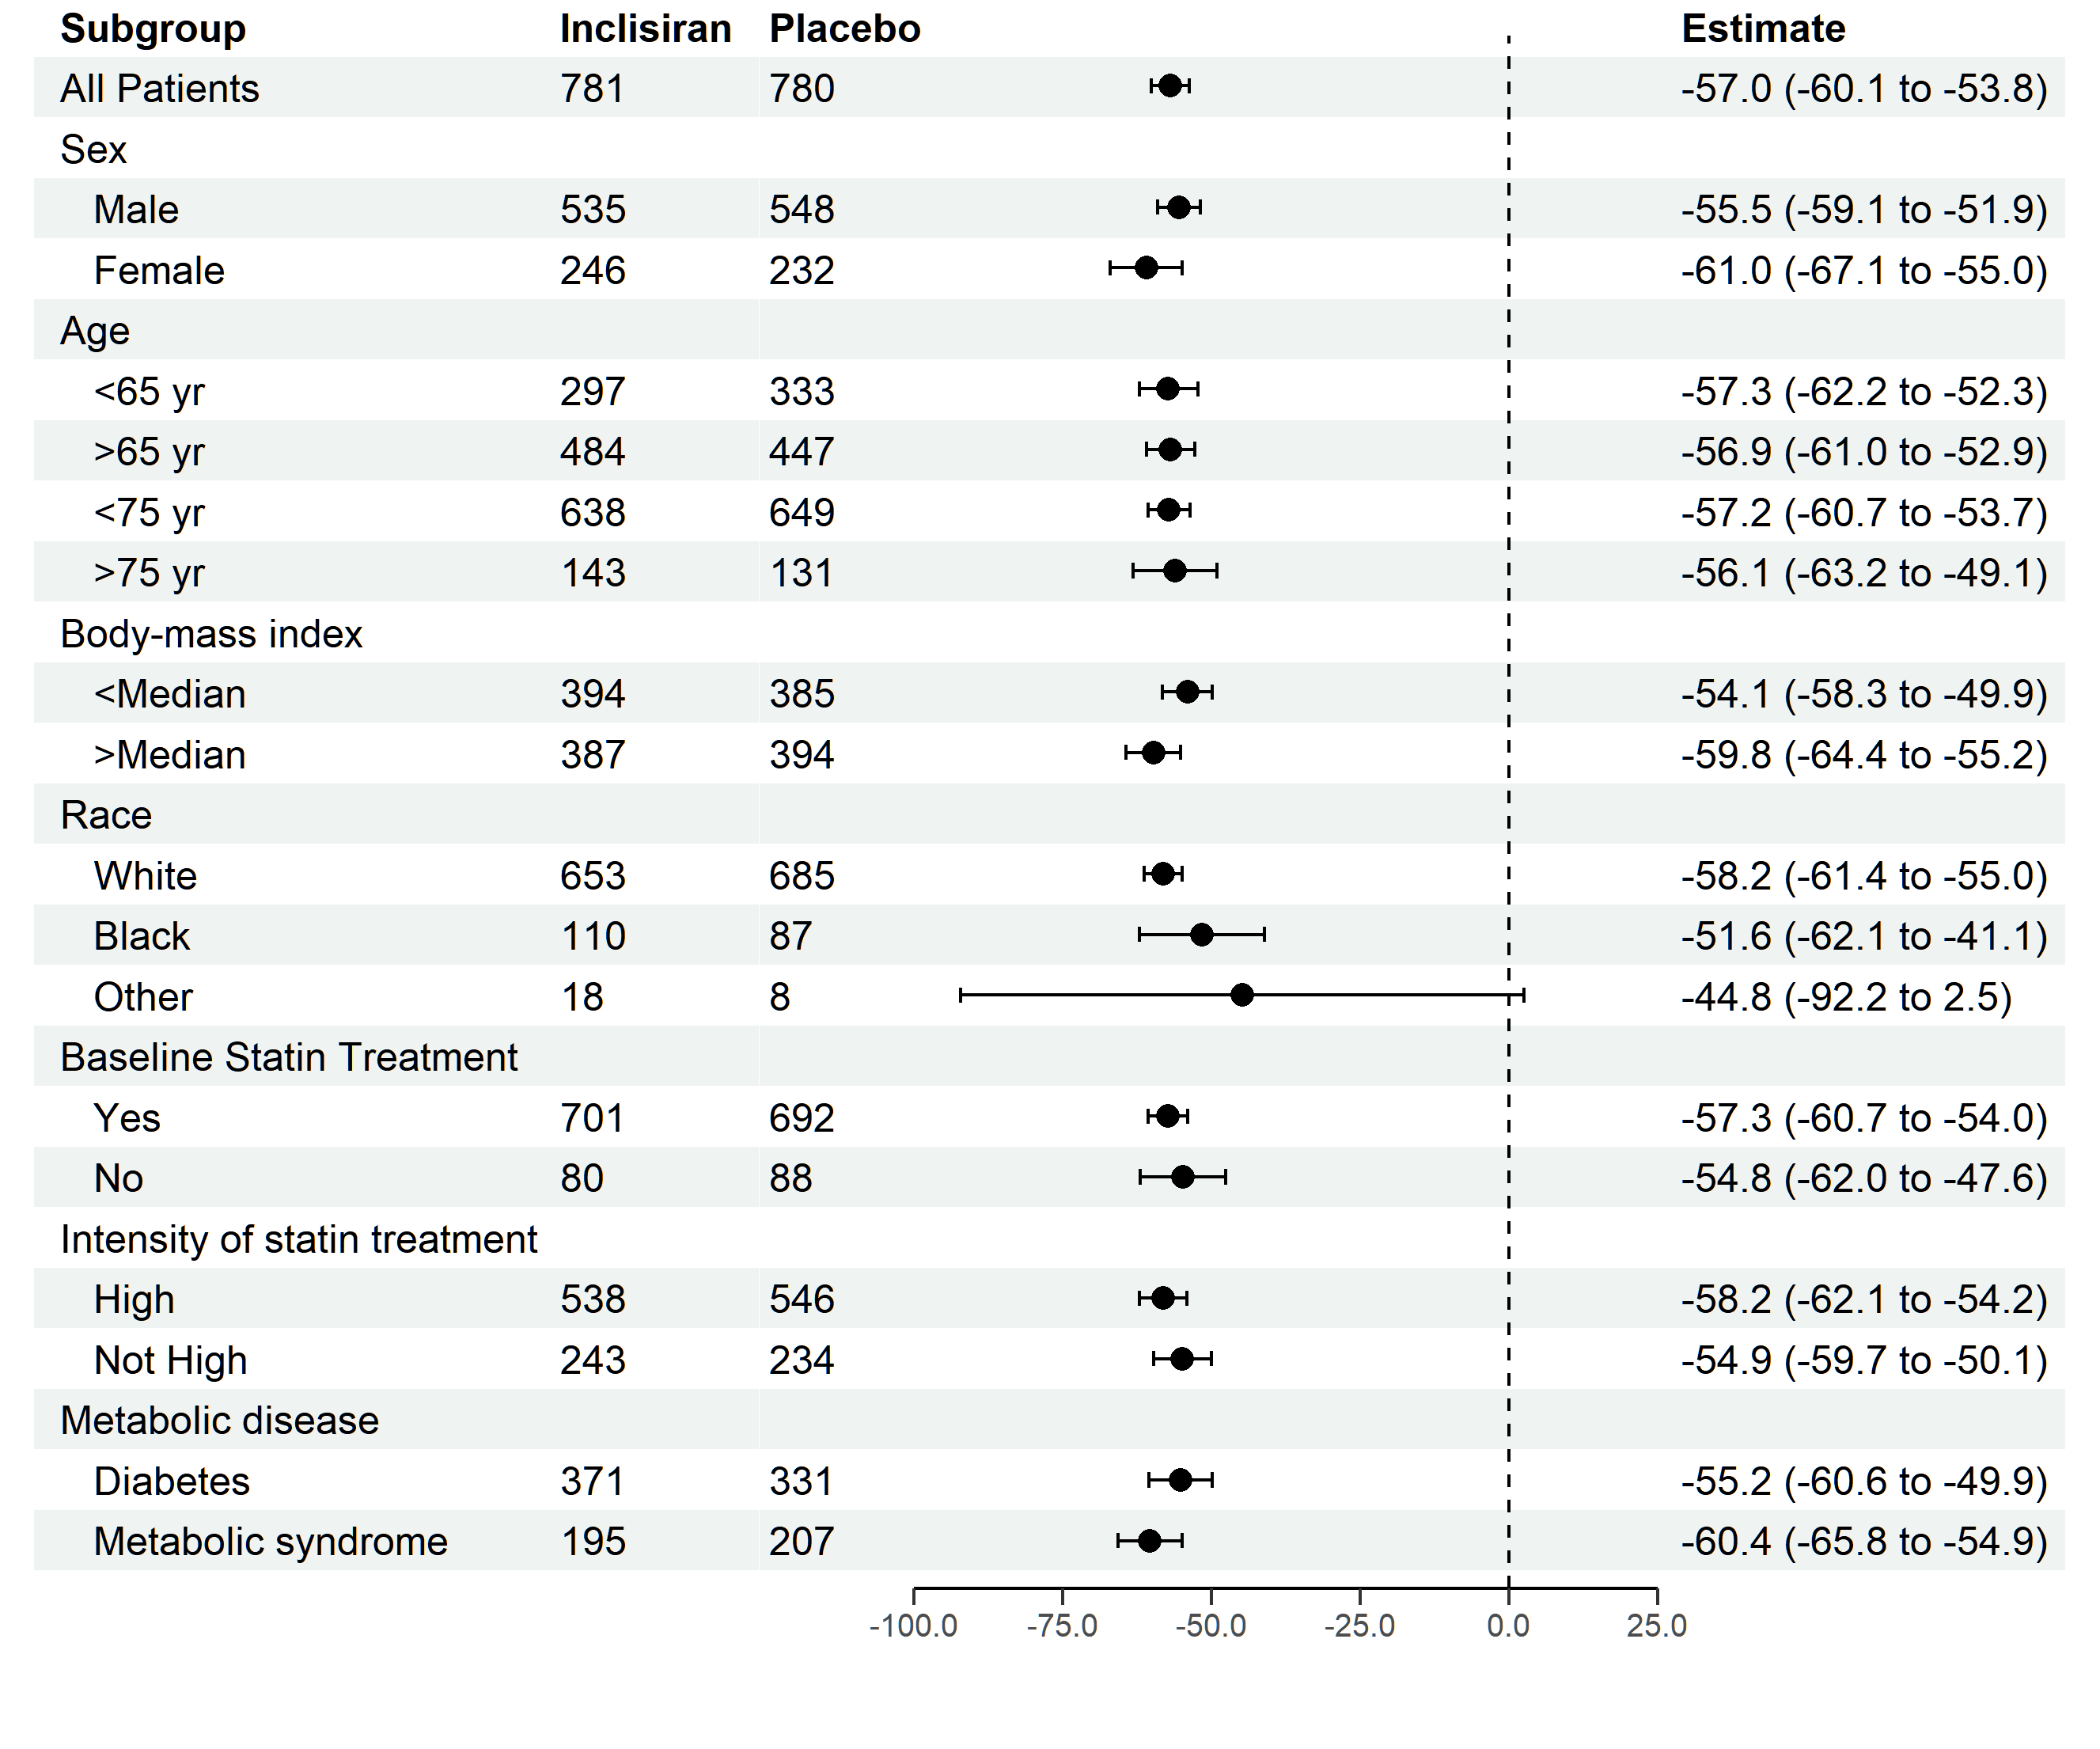 Subgroup Inclisiran Placebo Estimate
All Patients 781 780 -57.0 (-60.1 to -53.8)
Sex
Male 535 548 -55.5 (-59.1 to -51.9)
Female 246 232 -61.0 (-67.1 to -55.0)
Age
<65 yr 297 333 -57.3 (-62.2 to -52.3)
>65 yr 484 447 -56.9 (-61.0 to -52.9)
<75 yr 638 649 -57.2 (-60.7 to -53.7)
>75 yr 143 131 -56.1 (-63.2 to -49.1)
Body-mass index
<Median 394 385 -54.1 (-58.3 to -49.9)
>Median 387 394 -59.8 (-64.4 to -55.2)
Race
White 653 685 -58.2 (-61.4 to -55.0)
Black 110 87 -51.6 (-62.1 to -41.1)
Other 18 8 -44.8 (-92.2 to 2.5)
Baseline Statin Treatment
Yes 701 692 -57.3 (-60.7 to -54.0)
No 80 88 -54.8 (-62.0 to -47.6)
Intensity of statin treatment
High 538 546 -58.2 (-62.1 to -54.2)
Not High 243 234 -54.9 (-59.7 to -50.1)
Metabolic disease
Diabetes 371 331 -55.2 (-60.6 to -49.9)
Metabolic syndrome 195 207 -60.4 (-65.8 to -54.9)
-100.0 -75.0 -50.0 -25.0 0.0 25.0